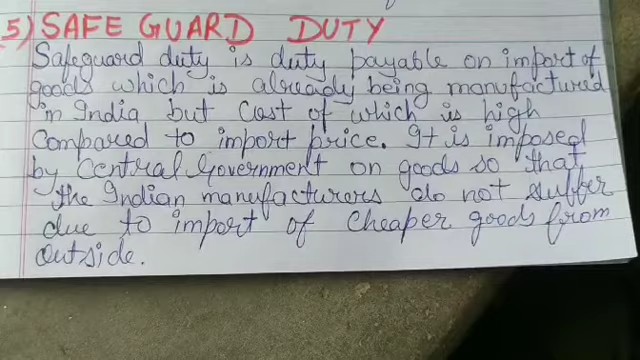 5) SAFE GUARD DUTY
Safeguard duty is duty payable on import of
goods which is already being manufactured
in India but cost of which is high
compared to import price. It is imposed
by Central Government on goods so that
the Indian manufacturers do not suffer
due to import of cheaper goods from
outside.